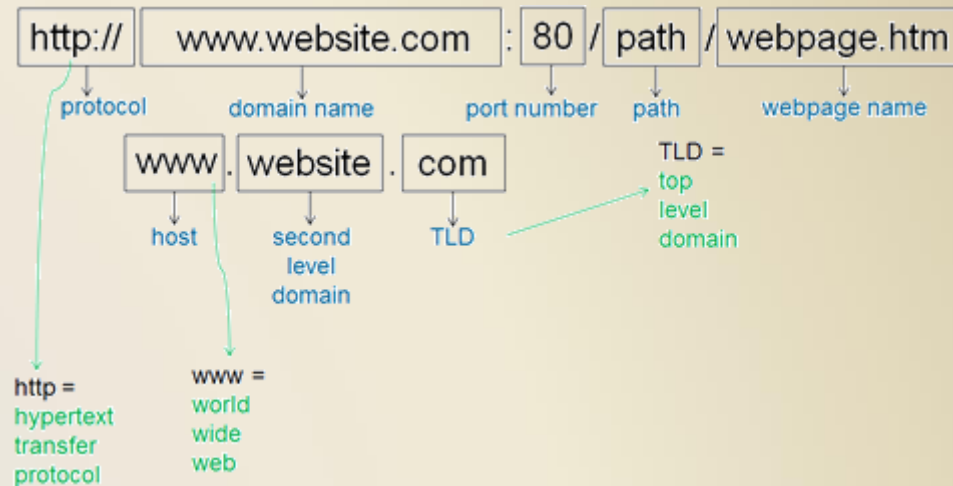 http:// www.website.com : 80 / path / webpage.htm
protocol domain name port number path webpage name
www . website . com
host second level domain TLD
TLD =
top
level
domain
http =
hypertext
transfer
protocol
www =
world
wide
web